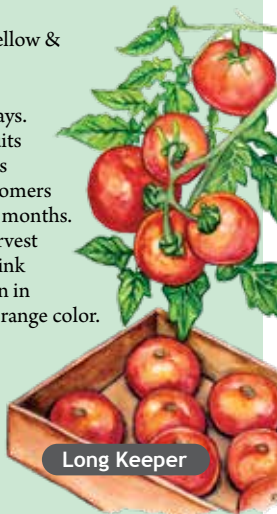 ellow &
ays.
its
s
omers
months.
rvest
ink
n in
range color.
Long Keeper